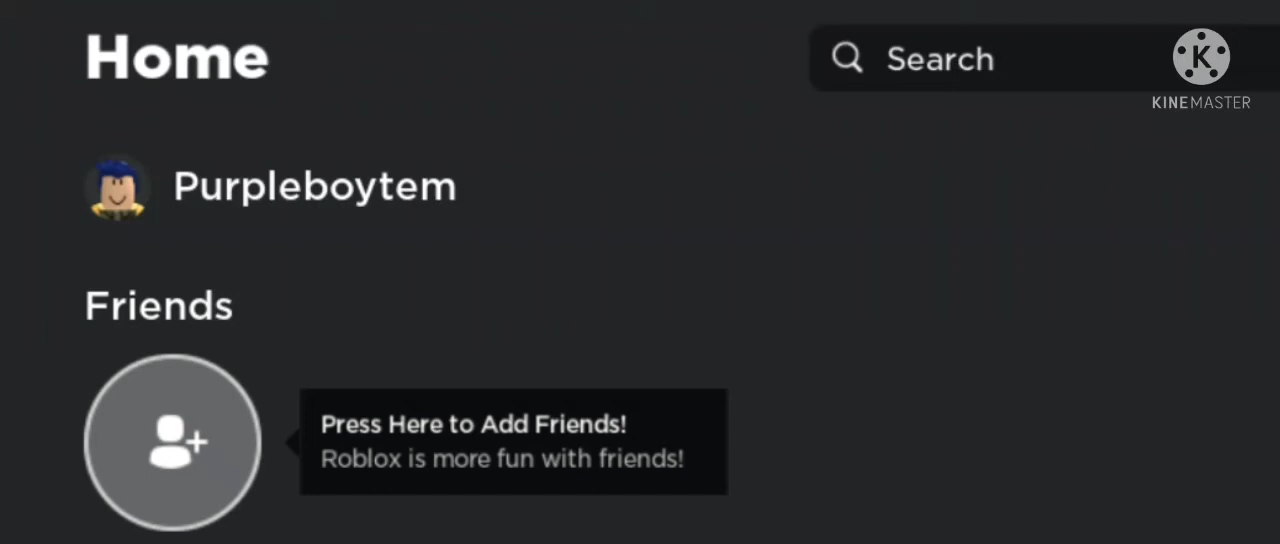 Home
Search
K
KINEMASTER
Purpleboytem
Friends
Press Here to Add Friends!
Roblox is more fun with friends!